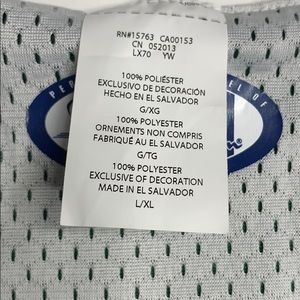 RN#15763 CA00153
CN 052013
LX70 YW
100% POLIÉSTER
EXCLUSIVO DE DECORACIÓN
HECHO EN EL SALVADOR
G/XG
100% POLYESTER
ORNEMENTS NON COMPRIS
FABRIQUÉ AU EL SALVADOR
G/TG
100% POLYESTER
EXCLUSIVE OF DECORATION
MADE IN EL SALVADOR
L/XL